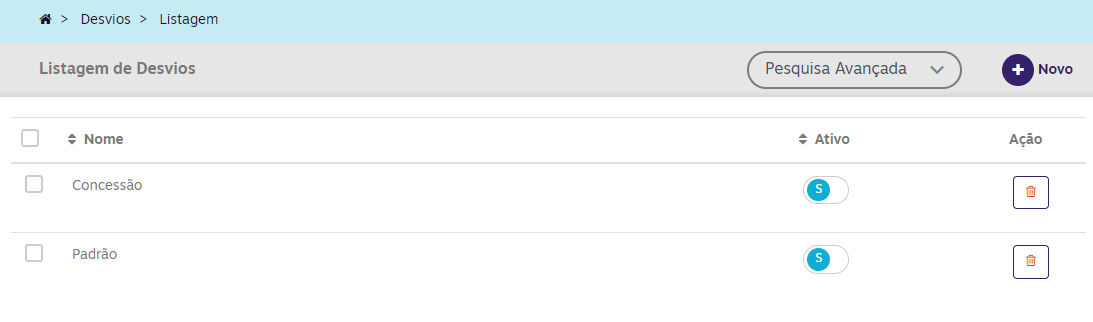 > Desvios > Listagem
Listagem de Desvios Pesquisa Avançada Novo
Nome Ativo Ação
Concessão S
Padrão S